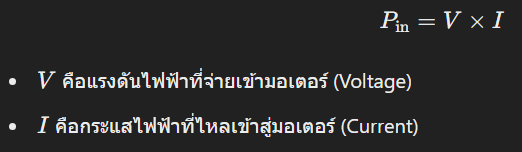 P_in = V × I
• V คือแรงดันไฟฟ้าที่จ่ายเข้ามอเตอร์ (Voltage)
• I คือกระแสไฟฟ้าที่ไหลเข้าสู่มอเตอร์ (Current)